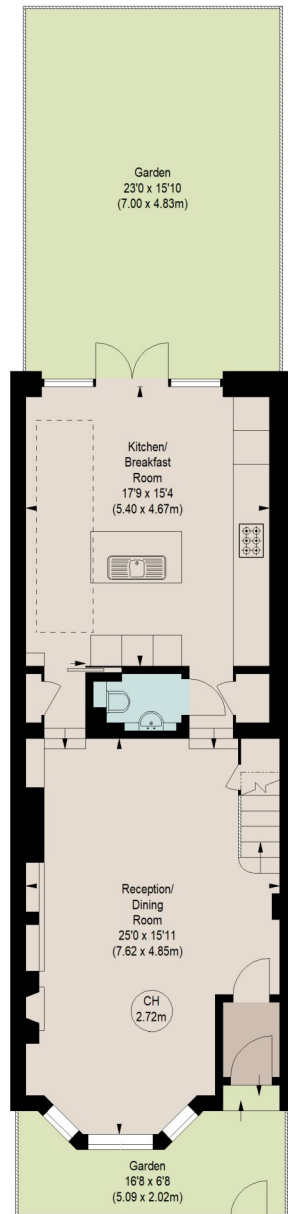 Garden
23'0 x 15'10
(7.00 x 4.83m)
Kitchen/
Breakfast
Room
17'9 x 15'4
(5.40 x 4.67m)
Reception/
Dining
Room
25'0 x 15'11
(7.62 x 4.85m)
CH
2.72m
Garden
16'8 x 6'8
(5.09 x 2.02m)